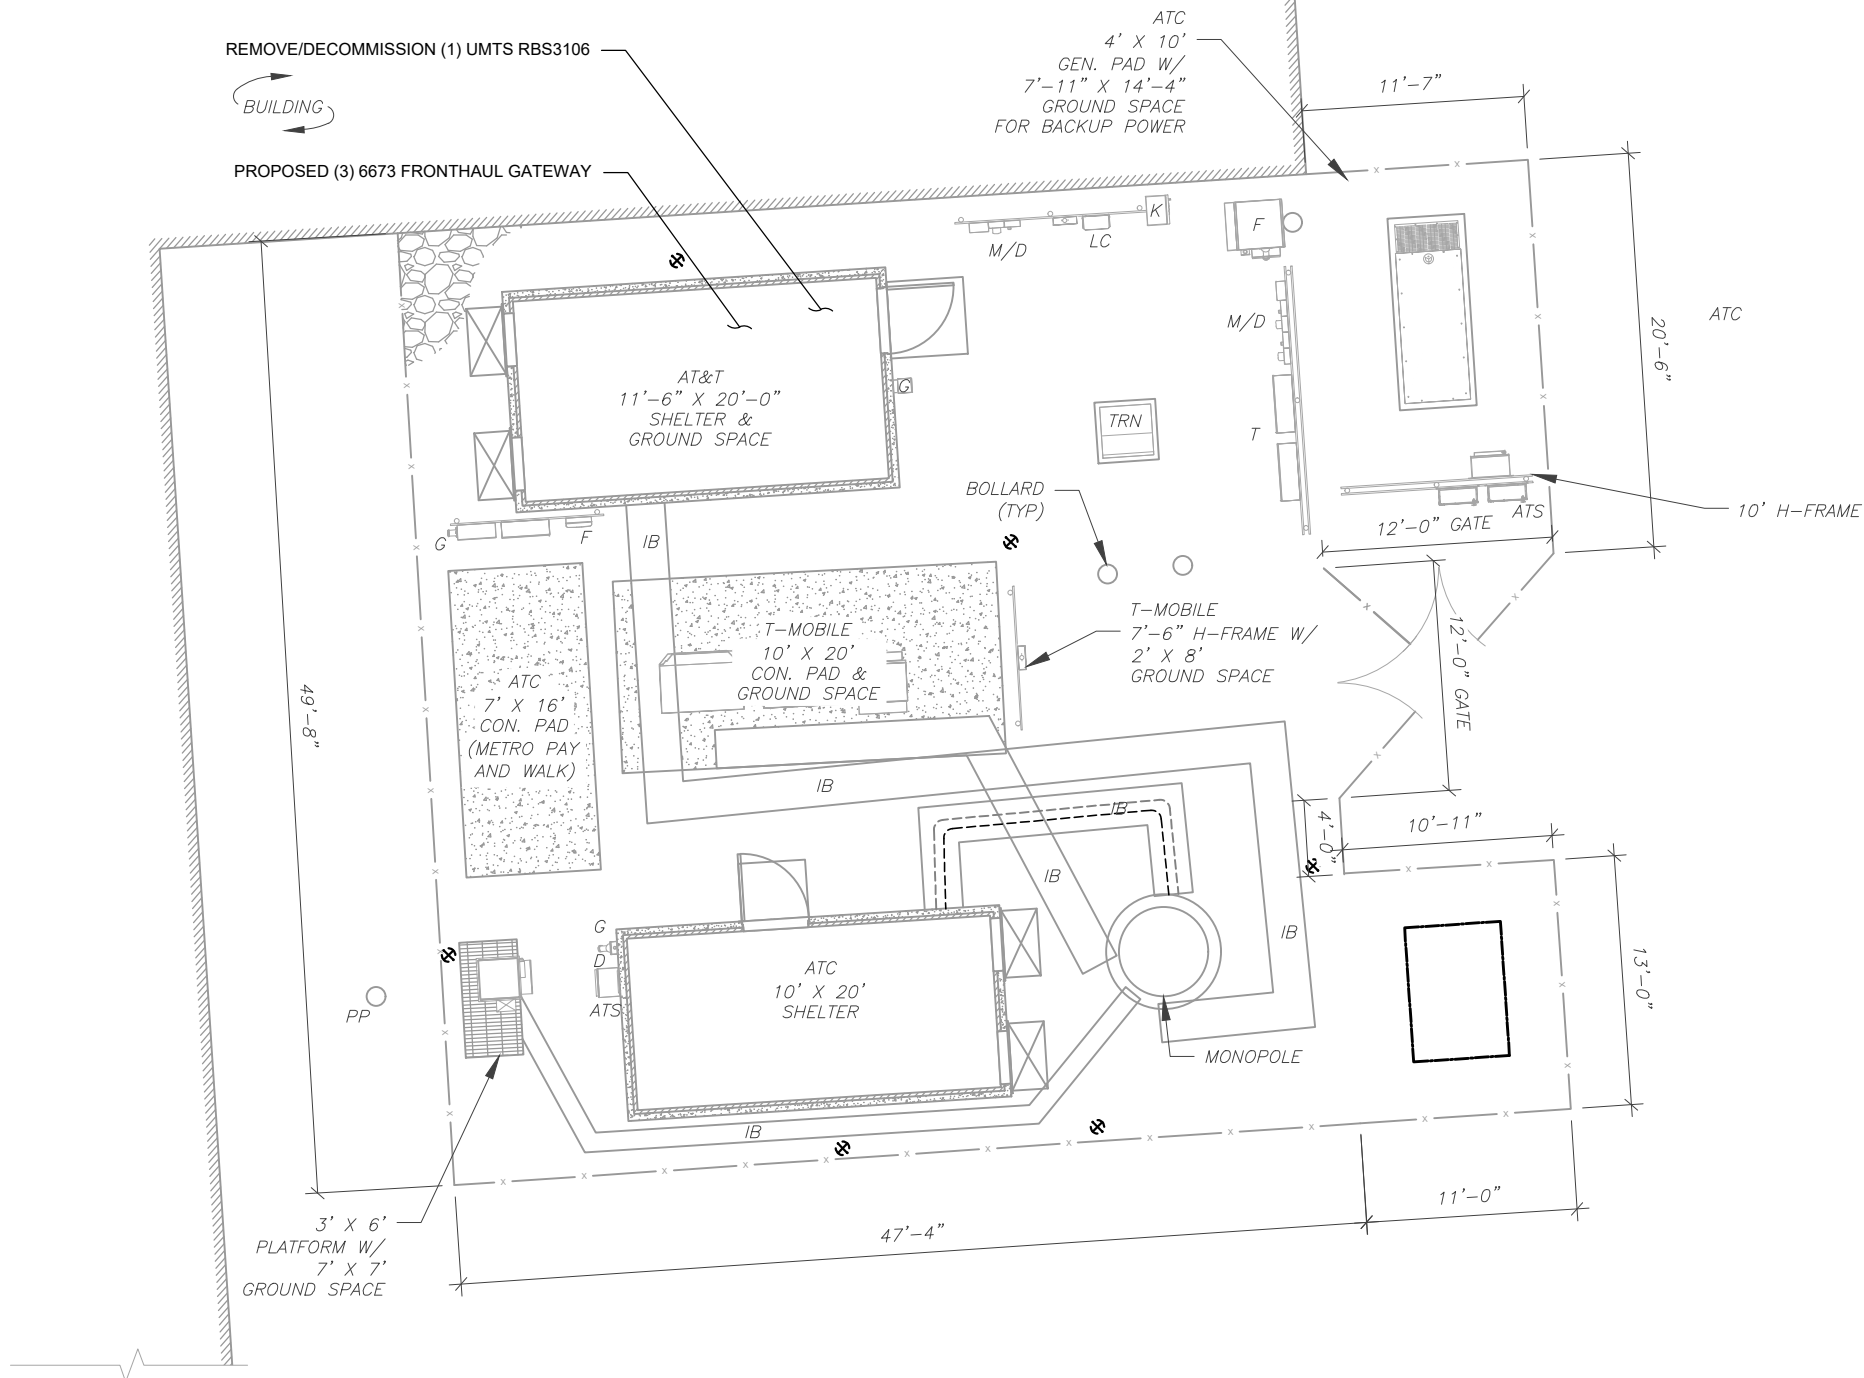 REMOVE/DECOMMISSION (1) UMTS RBS3106
BUILDING
PROPOSED (3) 6673 FRONTHAUL GATEWAY
ATC
4' X 10'
GEN. PAD W/
7'-11" X 14'-4"
GROUND SPACE
FOR BACKUP POWER
11'-7"
K
M/D
LC
F
M/D
T
ATC
20'-6"
AT&T
11'-6" X 20'-0"
SHELTER &
GROUND SPACE
G
TRN
BOLLARD
(TYP)
ATS
10' H-FRAME
12'-0" GATE
G
F
IB
12'-0" GATE
T-MOBILE
10' X 20'
CON. PAD &
GROUND SPACE
T-MOBILE
7'-6" H-FRAME W/
2' X 8'
GROUND SPACE
ATC
7' X 16'
CON. PAD
(METRO PAY
AND WALK)
49'-8"
IB
IB
IB
IB
4'-0"
10'-11"
13'-0"
G
D
ATS
ATC
10' X 20'
SHELTER
PP
MONOPOLE
IB
3' X 6'
PLATFORM W/
7' X 7'
GROUND SPACE
47'-4"
11'-0"
x x x x x x x x x x x x x x x x x x x x x x x x x x x x x x x x x x x x